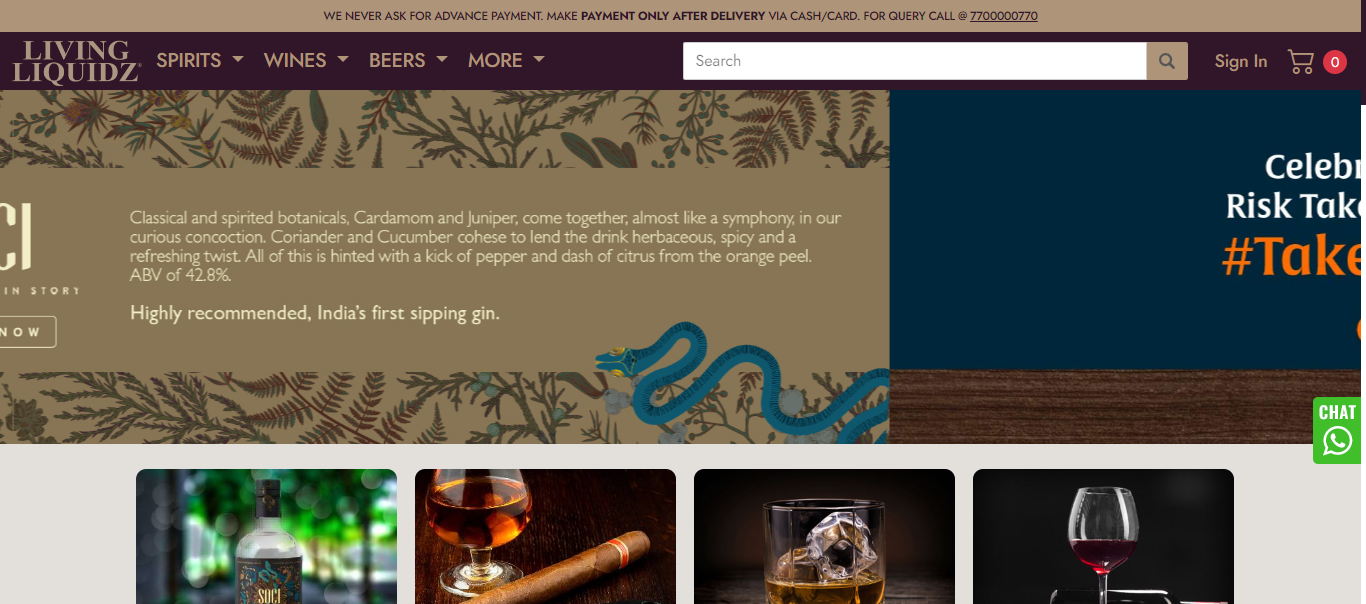 WE NEVER ASK FOR ADVANCE PAYMENT. MAKE PAYMENT ONLY AFTER DELIVERY VIA CASH/CARD. FOR QUERY CALL @ 7700000770
LIVING
LIQUIDZ
SPIRITS WINES BEERS MORE
Search
Sign In
0
CI
IN STORY
NOW
Classical and spirited botanicals, Cardamom and Juniper, come together, almost like a symphony, in our
curious concoction. Coriander and Cucumber cohese to lend the drink herbaceous, spicy and a
refreshing twist. All of this is hinted with a kick of pepper and dash of citrus from the orange peel.
ABV of 42.8%.
Highly recommended, India's first sipping gin.
Celebr
Risk Take
#Take
CHAT
SOCI